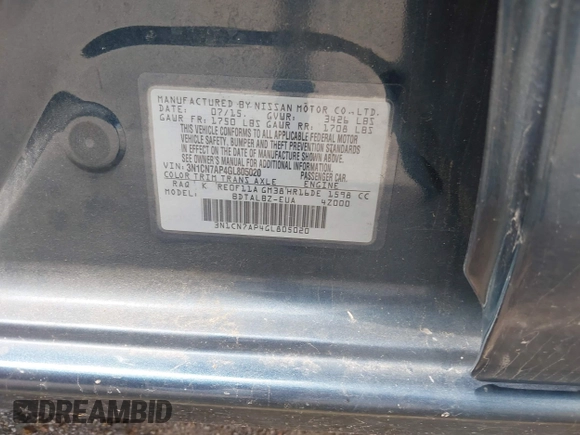 MANUFACTURED BY NISSAN MOTOR CO., LTD.
DATE: 07/15. GVWR: 3426 LBS
GAWR FR: 1750 LBS GAWR RR: 1708 LBS
THIS VEHICLE CONFORMS TO ALL APPLICABLE FEDERAL MOTOR
VEHICLE SAFETY, BUMPER AND THEFT PREVENTION STANDARDS
IN EFFECT ON THE DATE OF MANUFACTURE SHOWN ABOVE.
SEE OWNER'S MANUAL FOR ADDITIONAL INFORMATION.
VIN: 3N1CN7AP4GL805020 PASSENGER CAR
COLOR TRIM TRANS AXLE ENGINE
RAQ K RE0F11A GM38 HR16DE 1598 CC
MODEL: BDTALBZ-EUA 42000
3N1CN7AP4GL805020
DREAMBID